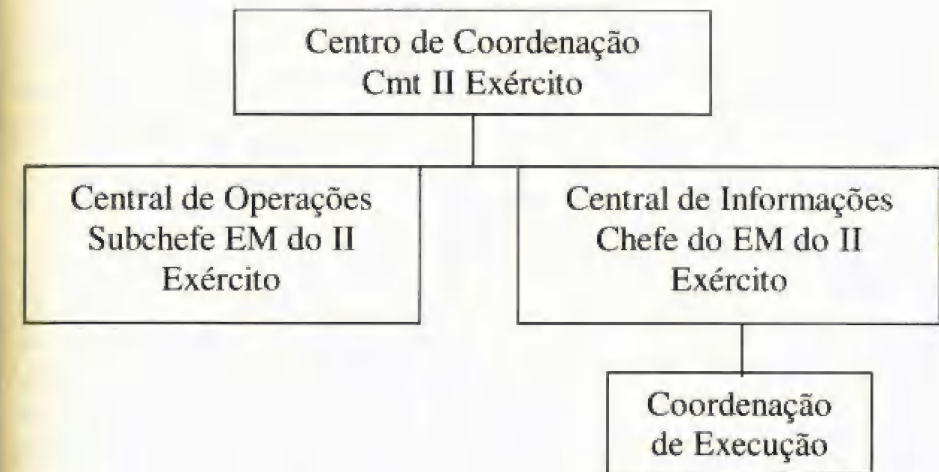 Centro de Coordenação
Cmt II Exército
Central de Operações
Subchefe EM do II
Exército
Central de Informações
Chefe do EM do II
Exército
Coordenação
de Execução